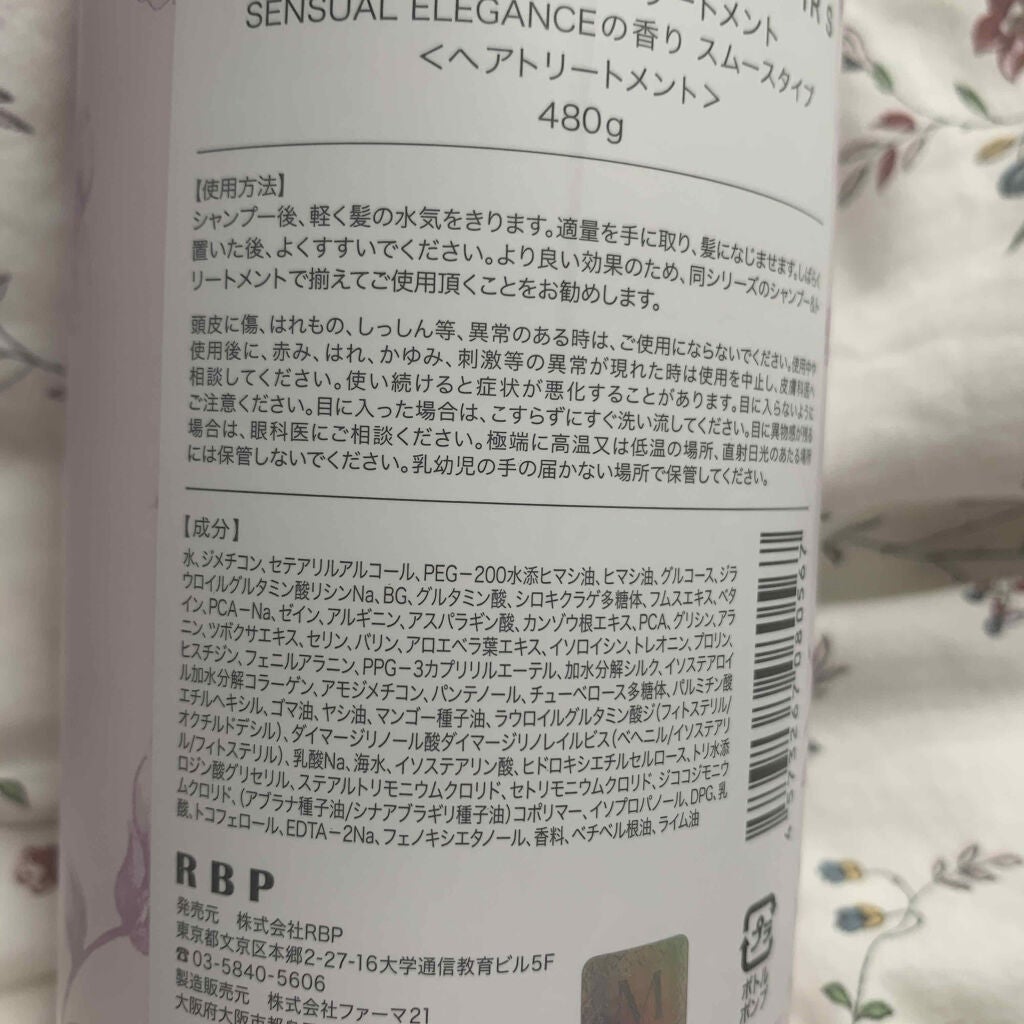 リートメント
SENSUAL ELEGANCEの香り スムースタイプ
<ヘアトリートメント>
480g
【使用方法】
シャンプー後、軽く髪の水気をきります。適量を手に取り、髪になじませます。しばらく
置いた後、よくすすいでください。より良い効果のため、同シリーズのシャンプー&ト
リートメントで揃えてご使用頂くことをお勧めします。
頭皮に傷、はれもの、しっしん等、異常のある時は、ご使用にならないでください。使用中や
使用後に、赤み、はれ、かゆみ、刺激等の異常が現れた時は使用を中止し、皮膚科医へ
相談してください。使い続けると症状が悪化することがあります。目に入らないように
ご注意ください。目に入った場合は、こすらずにすぐ洗い流してください。目に異物感が残る
場合は、眼科医にご相談ください。極端に高温又は低温の場所、直射日光のあたる場所
には保管しないでください。乳幼児の手の届かない場所で保管してください。
【成分】
水、ジメチコン、セテアリルアルコール、PEG-200水添ヒマシ油、ヒマシ油、グルコース、ジラ
ウロイルグルタミン酸リシンNa、BG、グルタミン酸、シロキクラゲ多糖体、フムスエキス、ベタ
イン、PCA-Na、ゼイン、アルギニン、アスパラギン酸、カンゾウ根エキス、PCA、グリシン、アラ
ニン、ツボクサエキス、セリン、バリン、アロエベラ葉エキス、イソロイシン、トレオニン、プロリン、
ヒスチジン、フェニルアラニン、PPG-3カプリリルエーテル、加水分解シルク、イソステアロイ
ル加水分解コラーゲン、アモジメチコン、パンテノール、チューベロース多糖体、パルミチン酸
エチルヘキシル、ゴマ油、ヤシ油、マンゴー種子油、ラウロイルグルタミン酸ジ(フィトステリル/
オクチルドデシル)、ダイマージリノール酸ダイマージリノレイルビス(ベヘニル/イソステアリ
ル/フィトステリル)、乳酸Na、海水、イソステアリン酸、ヒドロキシエチルセルロース、トリ水添
ロジン酸グリセリル、ステアルトリモニウムクロリド、セトリモニウムクロリド、ジココジモニウ
ムクロリド、(アブラナ種子油/シナアブラギリ種子油)コポリマー、イソプロパノール、DPG、乳
酸、トコフェロール、EDTA-2Na、フェノキシエタノール、香料、ベチベル根油、ライム油
RBP
発売元 株式会社RBP
東京都文京区本郷2-27-16大学通信教育ビル5F
☎03-5840-5606
製造販売元 株式会社ファーマ21
大阪府大阪市都島
M
プラ
ボトル
ポンプ